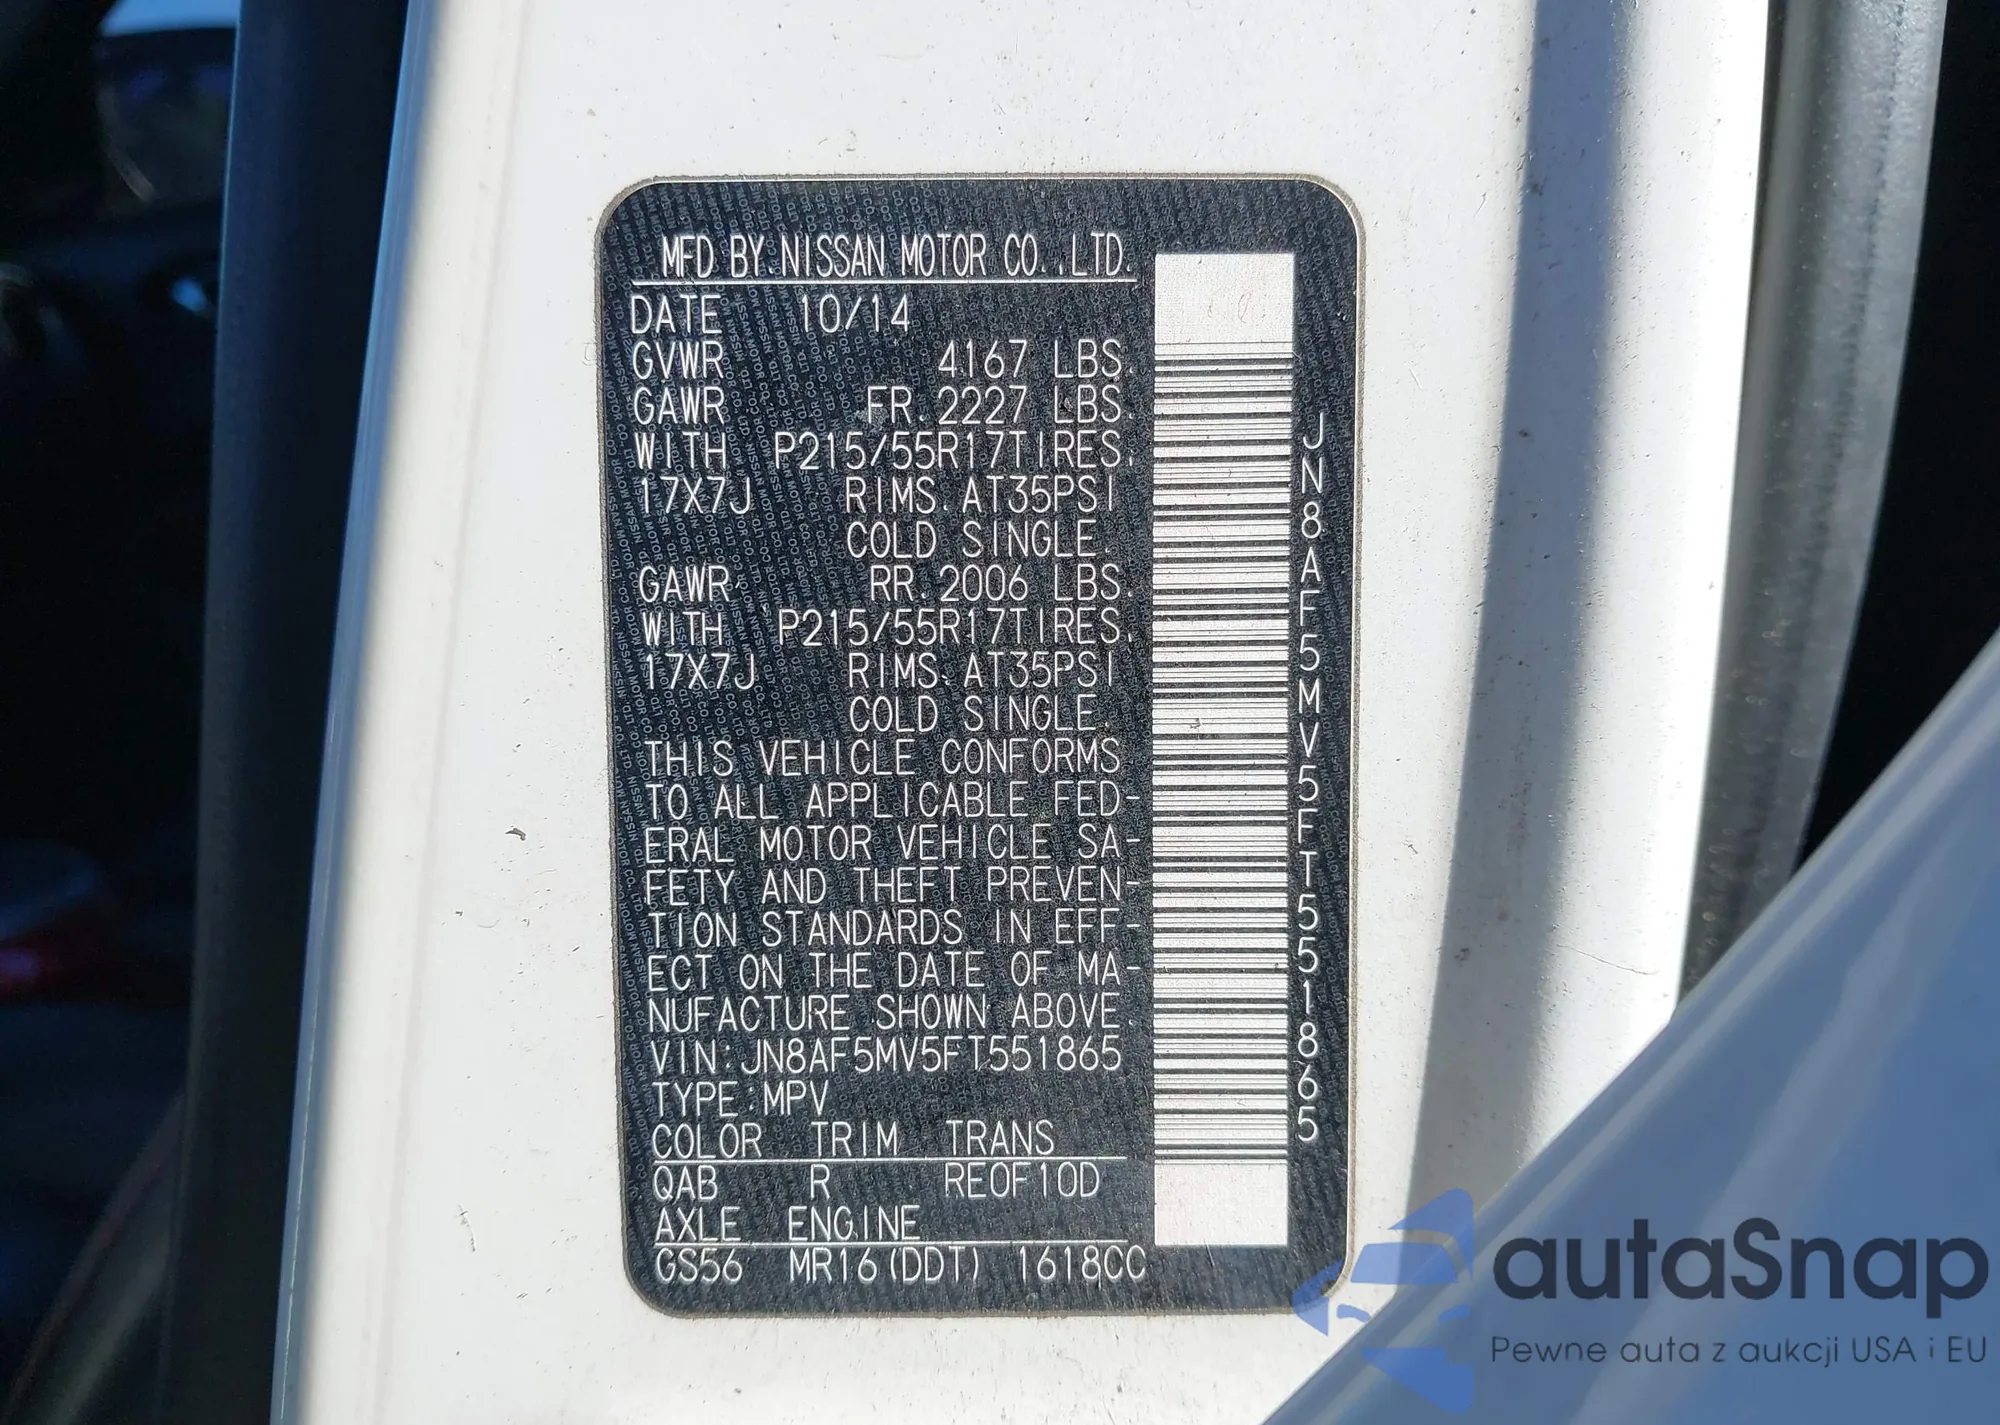 MFD BY NISSAN MOTOR CO.,LTD.
DATE 10/14
GVWR 4167 LBS.
GAWR FR. 2227 LBS.
WITH P215/55R17TIRES.
17X7J RIMS.AT35PSI
COLD SINGLE.
GAWR RR. 2006 LBS.
WITH P215/55R17TIRES.
17X7J RIMS.AT35PSI
COLD SINGLE.
THIS VEHICLE CONFORMS
TO ALL APPLICABLE FED-
ERAL MOTOR VEHICLE SA-
FETY AND THEFT PREVEN-
TION STANDARDS IN EFF-
ECT ON THE DATE OF MA-
NUFACTURE SHOWN ABOVE.
VIN:JN8AF5MV5FT551865
TYPE:MPV
COLOR TRIM TRANS
QAB R RE0F10D
AXLE ENGINE
GS56 MR16(DDT) 1618CC
JN8AF5MV5FT551865
autaSnap
Pewne auta z aukcji USA i EU